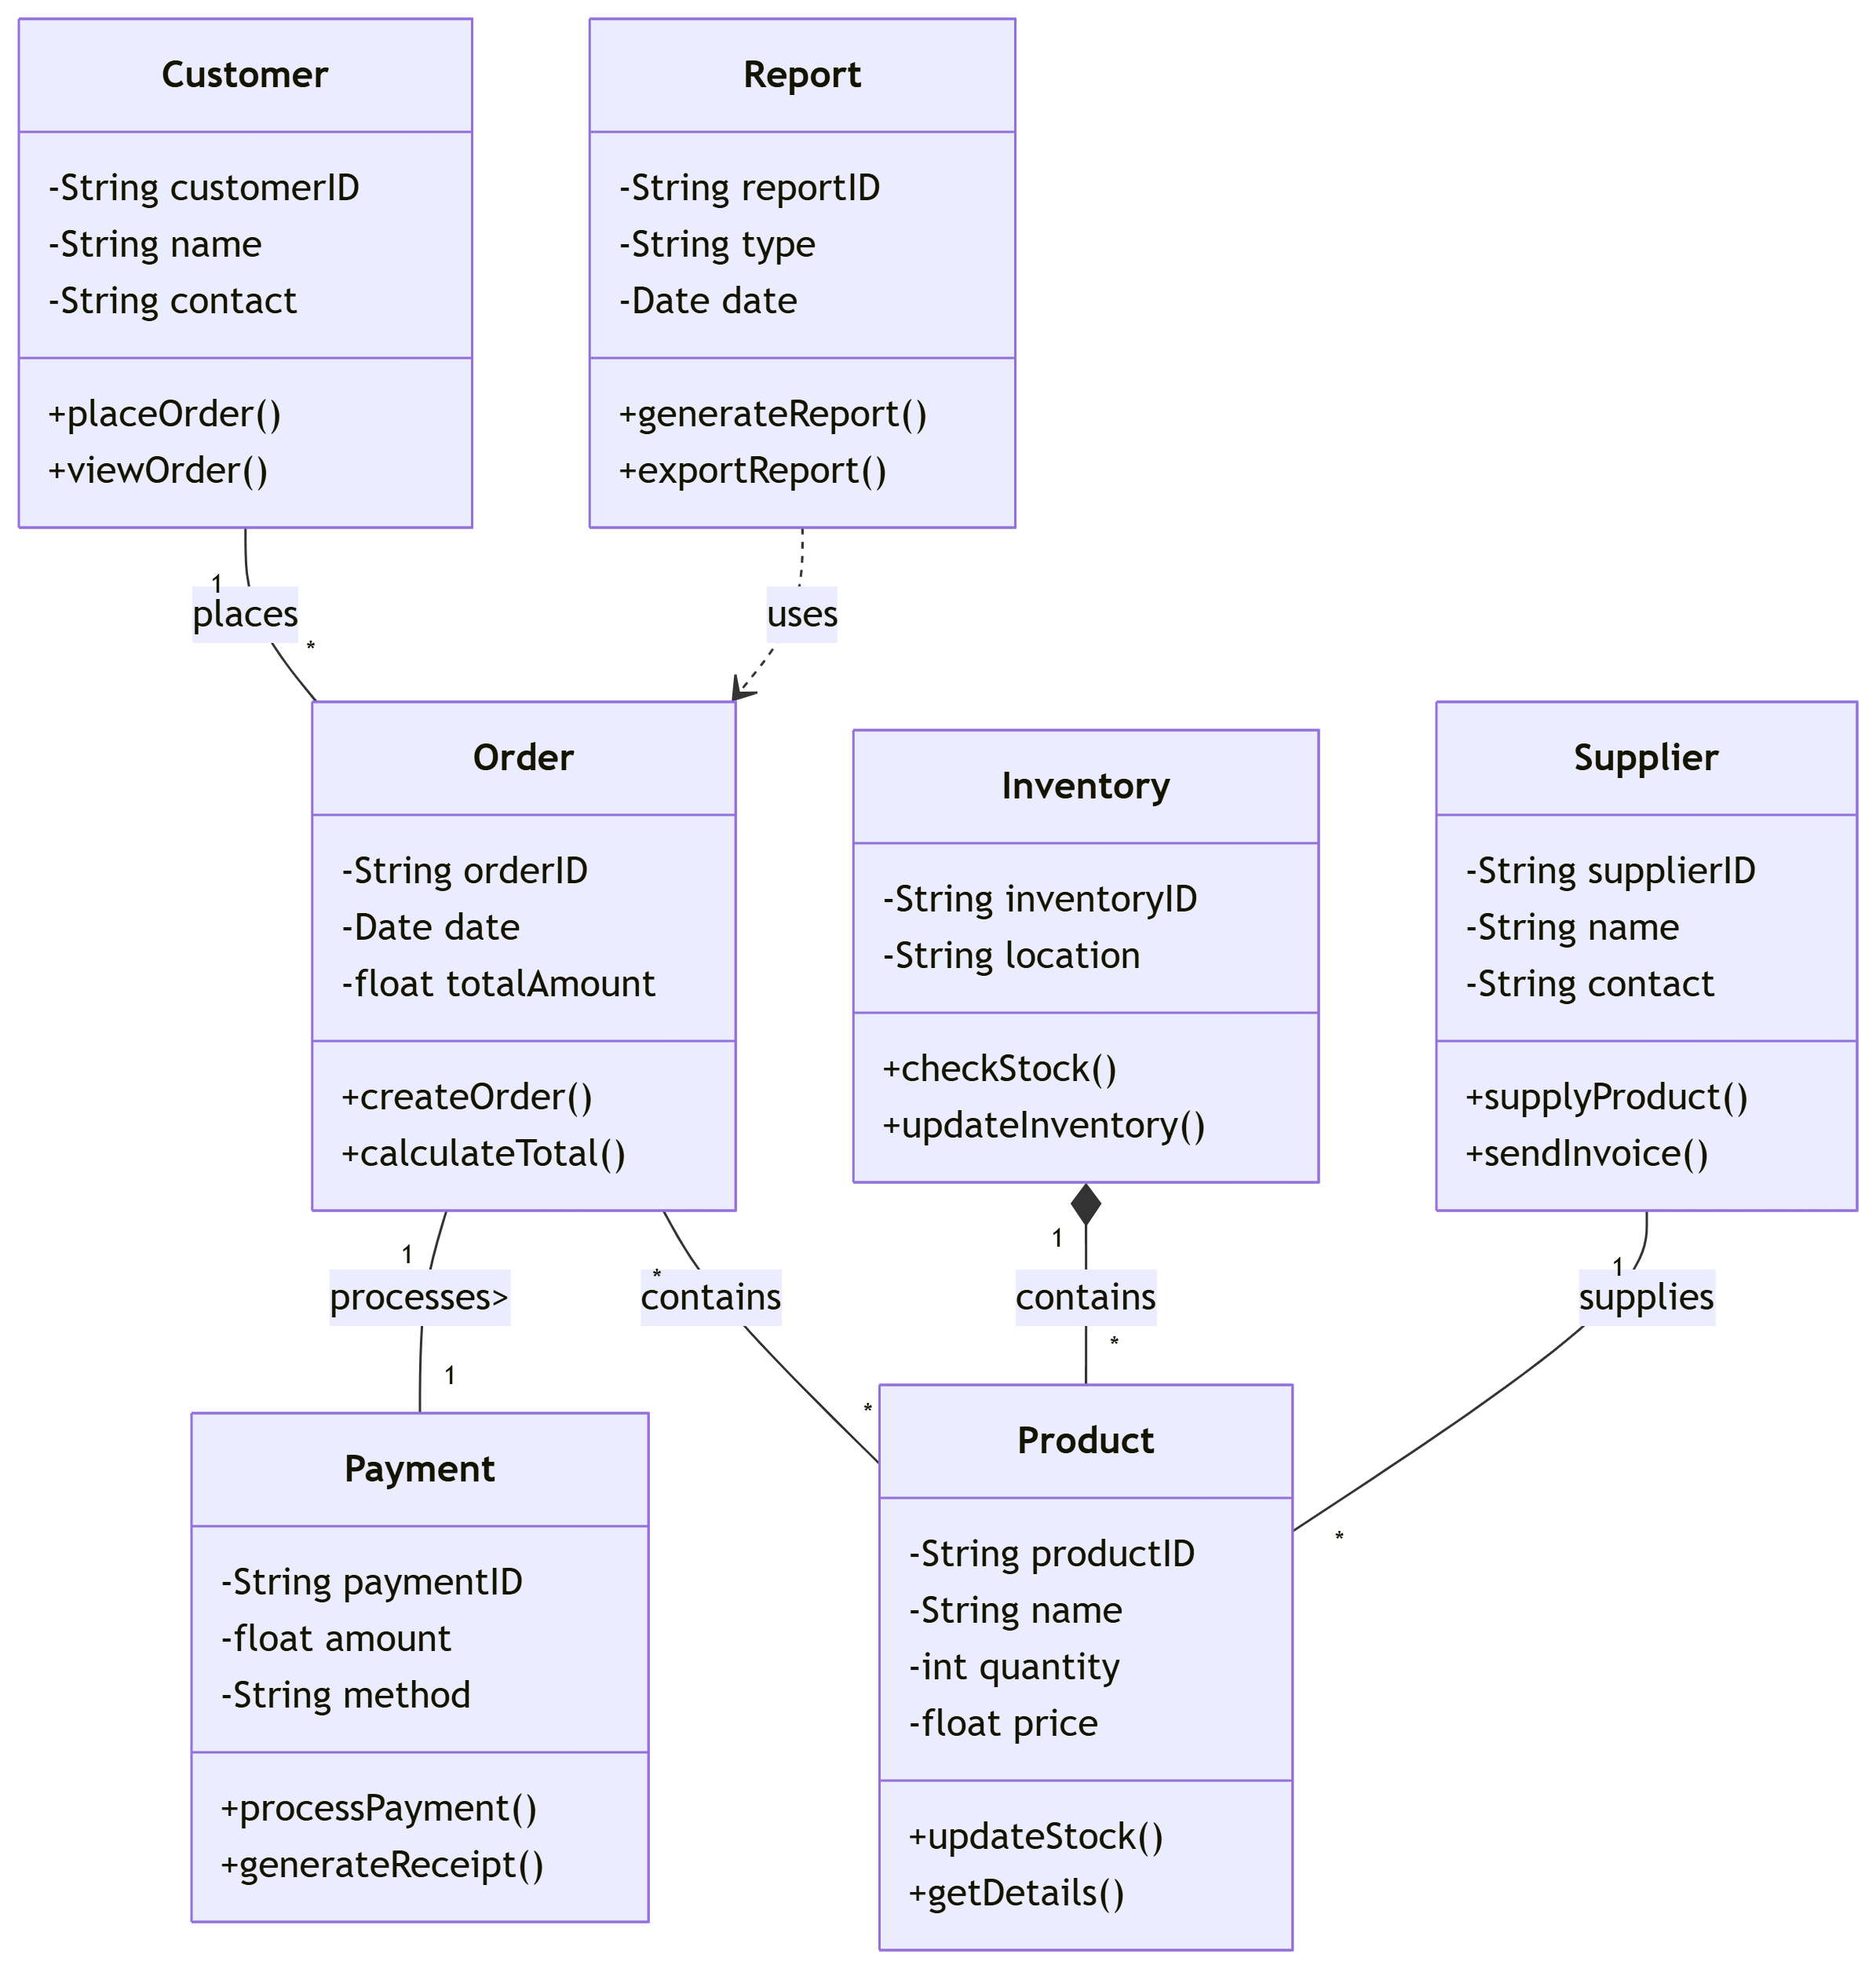 Customer
-String customerID
-String name
-String contact
+placeOrder()
+viewOrder()
Report
-String reportID
-String type
-Date date
+generateReport()
+exportReport()
1
places
*
uses
Order
-String orderID
-Date date
-float totalAmount
+createOrder()
+calculateTotal()
Inventory
-String inventoryID
-String location
+checkStock()
+updateInventory()
Supplier
-String supplierID
-String name
-String contact
+supplyProduct()
+sendInvoice()
1
processes>
1
*
contains
*
1
contains
*
1
supplies
*
Payment
-String paymentID
-float amount
-String method
+processPayment()
+generateReceipt()
Product
-String productID
-String name
-int quantity
-float price
+updateStock()
+getDetails()